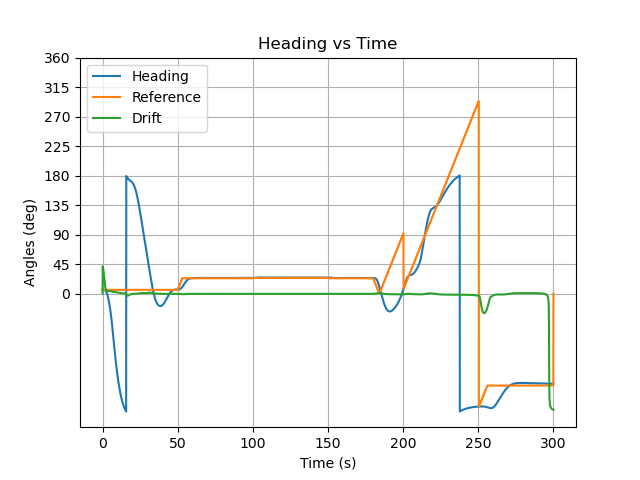 Heading vs Time
Heading
Reference
Drift
Angles (deg)
360
315
270
225
180
135
90
45
0
0 50 100 150 200 250 300
Time (s)